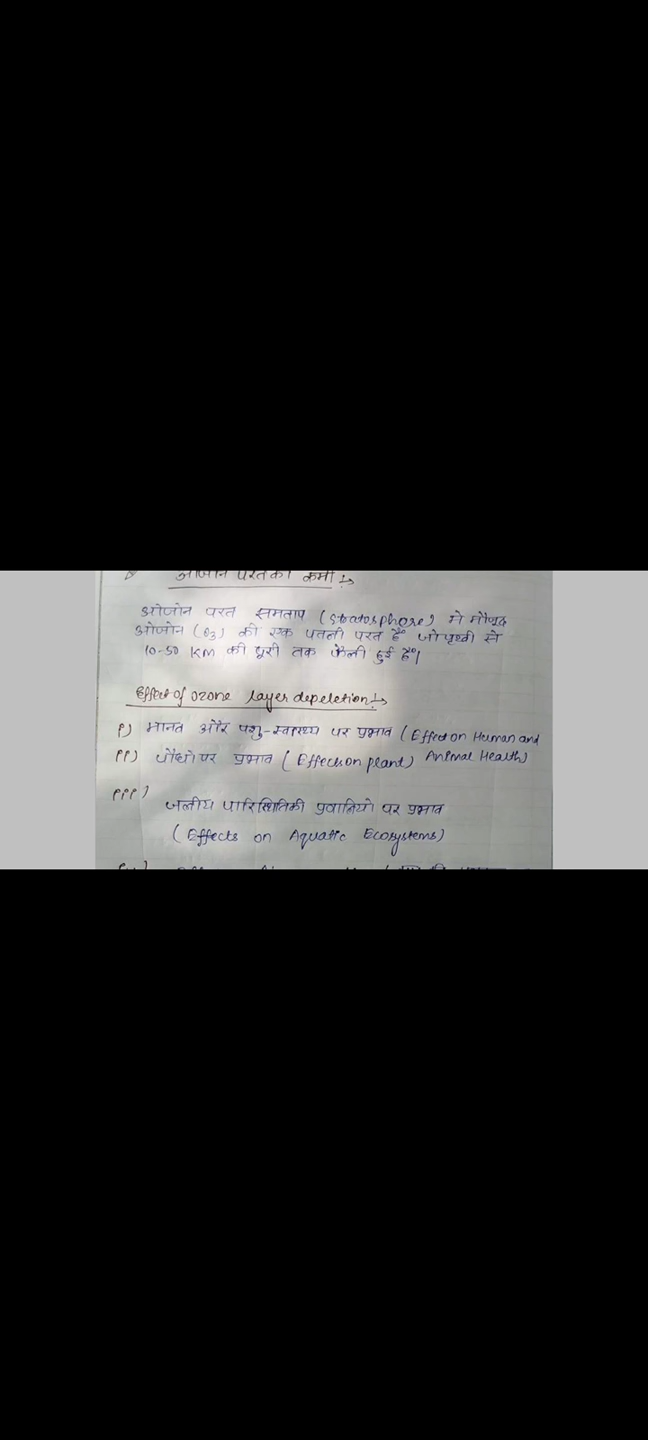 ओजोन परत की कमी :→
ओजोन परत समताप (stratosphere) में मौजूद
ओजोन (O3) की एक पतली परत है जो पृथ्वी से
10-50 KM की दूरी तक फैली हुई है।
Effect of ozone layer depeletion :→
i) मानव और पशु-स्वास्थ्य पर प्रभाव (Effect on Human and
Animal Health)
ii) पौधो पर प्रभाव (Effects on plant)
iii)
जलीय पारिस्थितिकी प्रणालियो पर प्रभाव
(Effects on Aquatic Ecosystems)